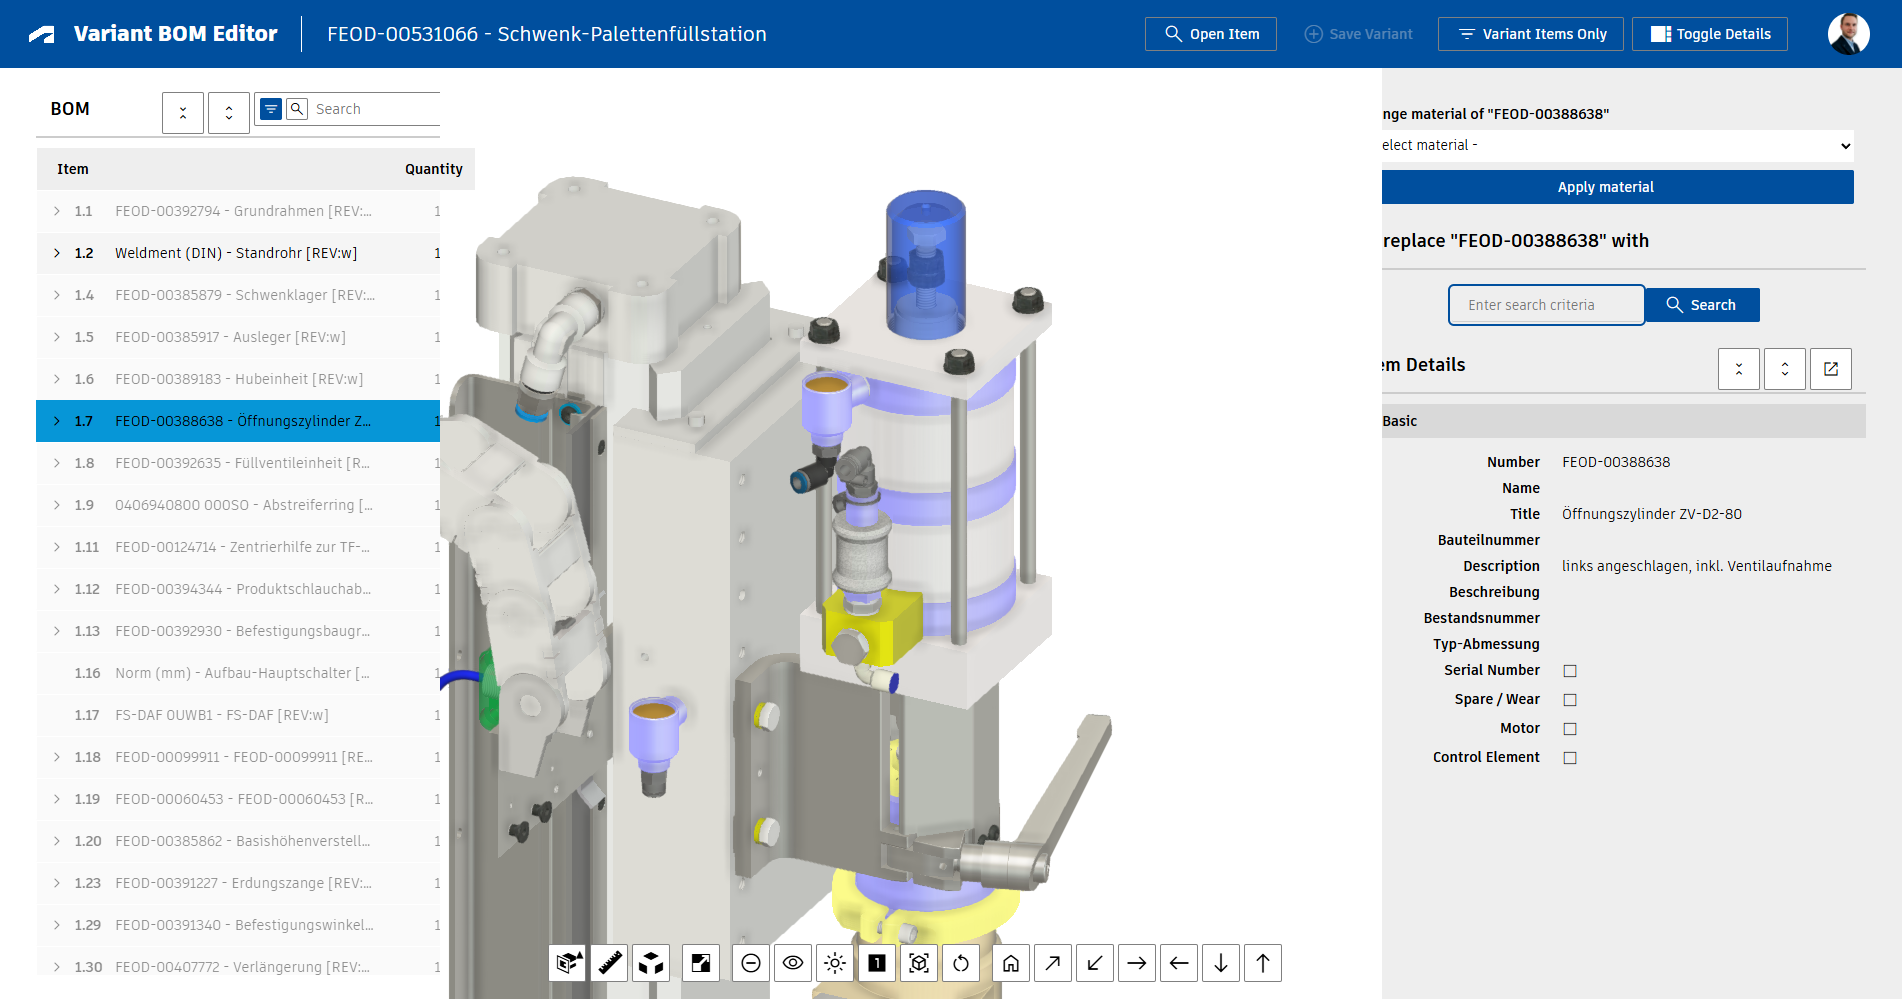 Variant BOM Editor
FEOD-00531066 - Schwenk-Palettenfüllstation
Open Item
Save Variant
Variant Items Only
Toggle Details
BOM
Search
Item Quantity
1.1 FEOD-00392794 - Grundrahmen [REV:... 1
1.2 Weldment (DIN) - Standrohr [REV:w] 1
1.4 FEOD-00385879 - Schwenklager [REV:... 1
1.5 FEOD-00385917 - Ausleger [REV:w] 1
1.6 FEOD-00389183 - Hubeinheit [REV:w] 1
1.7 FEOD-00388638 - Öffnungszylinder Z... 1
1.8 FEOD-00392635 - Füllventileinheit [R... 1
1.9 0406940800 000SO - Abstreiferring [... 1
1.11 FEOD-00124714 - Zentrierhilfe zur TF-... 1
1.12 FEOD-00394344 - Produktschlauchab... 1
1.13 FEOD-00392930 - Befestigungsbaugr... 1
1.16 Norm (mm) - Aufbau-Hauptschalter [... 1
1.17 FS-DAF 0UWB1 - FS-DAF [REV:w] 1
1.18 FEOD-00099911 - FEOD-00099911 [RE... 1
1.19 FEOD-00060453 - FEOD-00060453 [R... 1
1.20 FEOD-00385862 - Basishöhenverstell... 1
1.23 FEOD-00391227 - Erdungszange [REV:... 1
1.29 FEOD-00391340 - Befestigungswinkel... 1
1.30 FEOD-00407772 - Verlängerung [REV:... 1
1
nge material of "FEOD-00388638"
elect material -
Apply material
replace "FEOD-00388638" with
Enter search criteria
Search
em Details
Basic
Number FEOD-00388638
Name
Title Öffnungszylinder ZV-D2-80
Bauteilnummer
Description links angeschlagen, inkl. Ventilaufnahme
Beschreibung
Bestandsnummer
Typ-Abmessung
Serial Number
Spare / Wear
Motor
Control Element